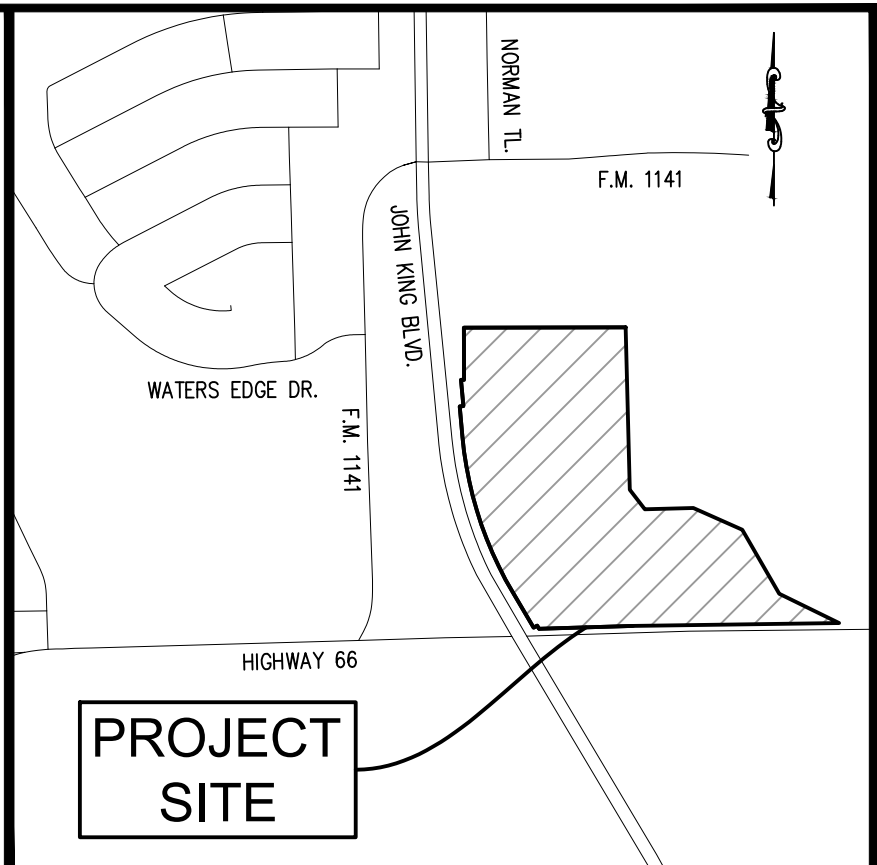 NORMAN TL.
F.M. 1141
JOHN KING BLVD.
WATERS EDGE DR.
F.M. 1141
HIGHWAY 66
PROJECT
SITE